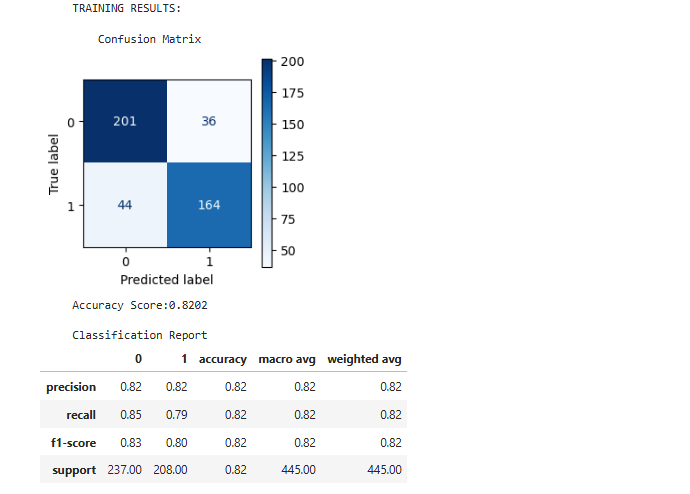 TRAINING RESULTS:
Confusion Matrix
200
175
150
125
100
75
50
True label
0 201 36
1 44 164
0 1
Predicted label
Accuracy Score:0.8202
Classification Report
0 1 accuracy macro avg weighted avg
precision 0.82 0.82 0.82 0.82 0.82
recall 0.85 0.79 0.82 0.82 0.82
f1-score 0.83 0.80 0.82 0.82 0.82
support 237.00 208.00 0.82 445.00 445.00